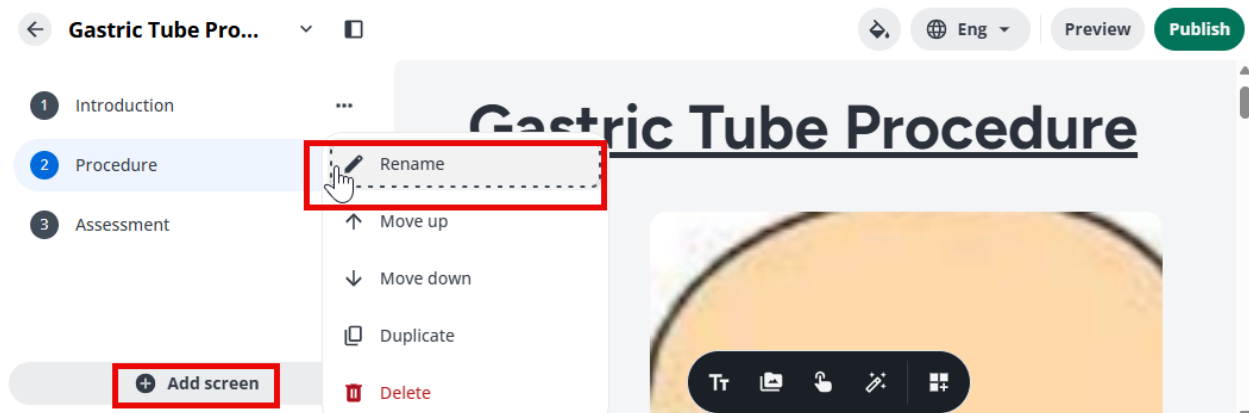 Gastric Tube Pro...
Eng
Preview
Publish
1 Introduction
2 Procedure
3 Assessment
Add screen
Rename
Move up
Move down
Duplicate
Delete
Gastric Tube Procedure
TT